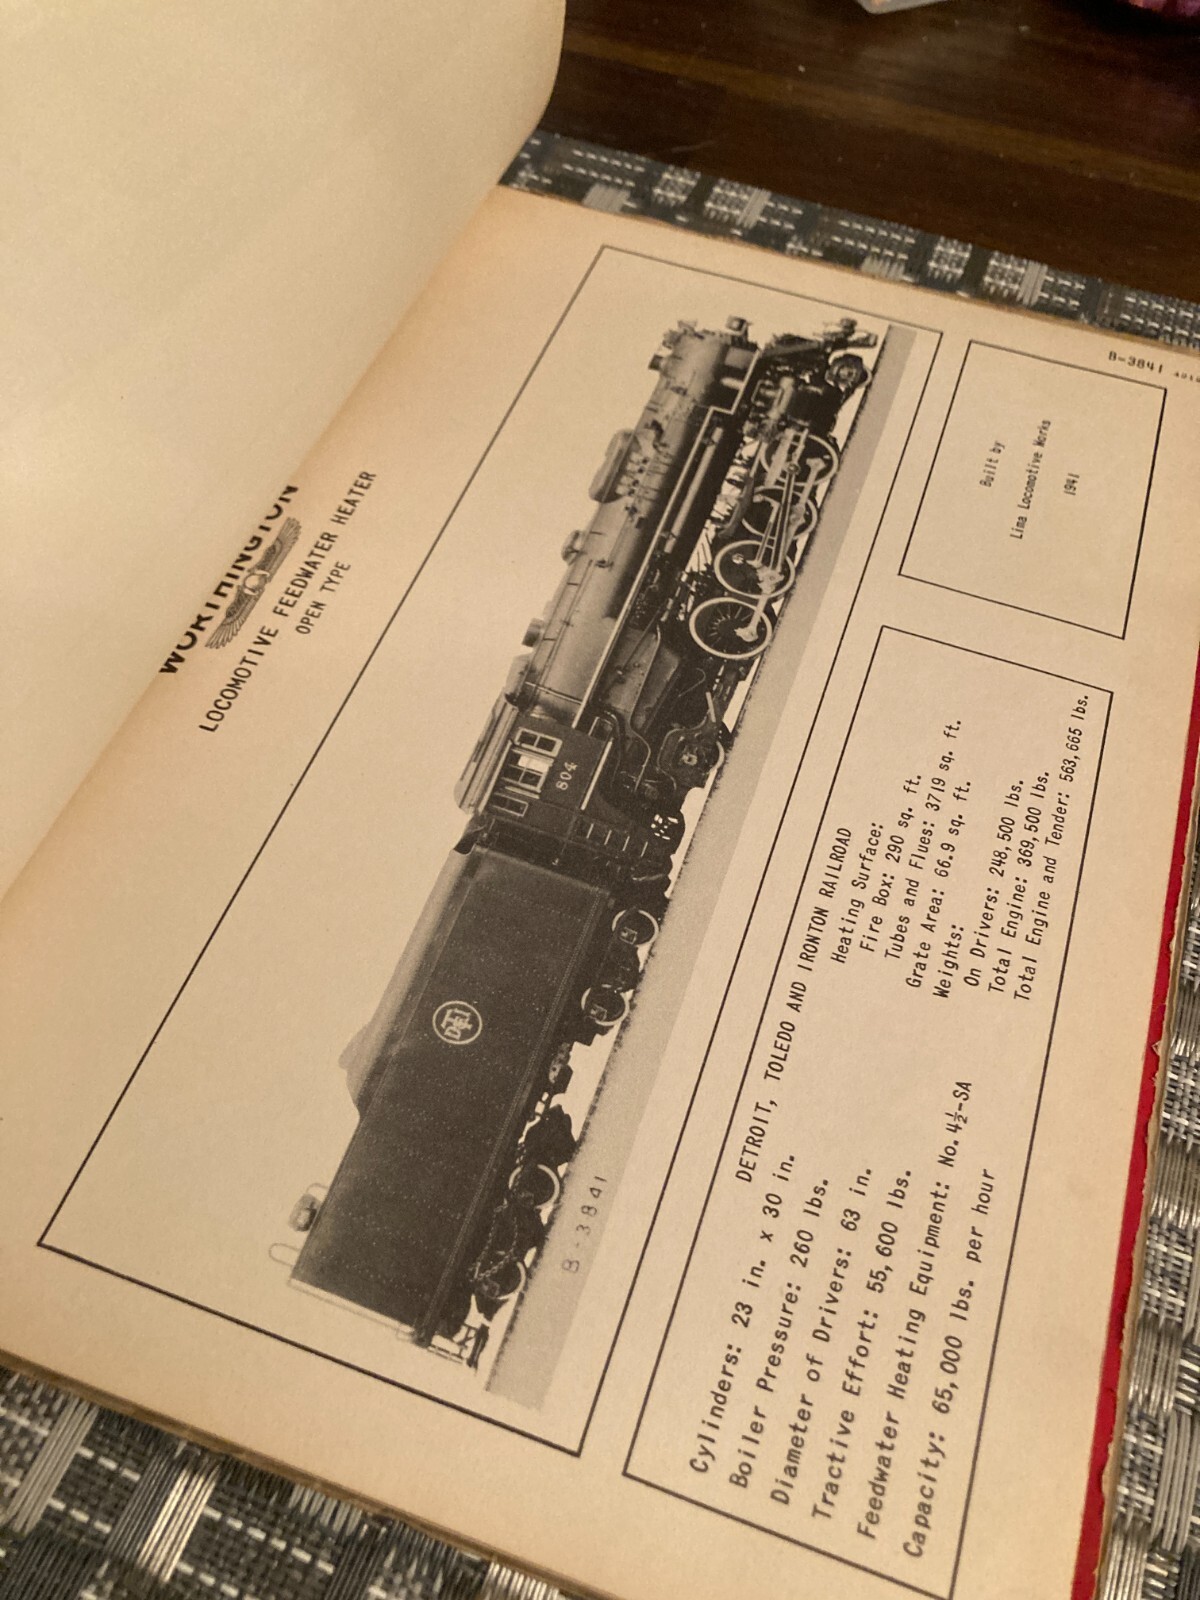 WORTHINGTON
LOCOMOTIVE FEEDWATER HEATER
OPEN TYPE
804
DT&I
B-3841
DETROIT, TOLEDO AND IRONTON RAILROAD
Cylinders: 23 in. x 30 in.
Boiler Pressure: 260 lbs.
Diameter of Drivers: 63 in.
Tractive Effort: 55,600 lbs.
Feedwater Heating Equipment: No. 4½-SA
Capacity: 65,000 lbs. per hour
Heating Surface:
Fire Box: 290 sq. ft.
Tubes and Flues: 3719 sq. ft.
Grate Area: 66.9 sq. ft.
Weights:
On Drivers: 248,500 lbs.
Total Engine: 369,500 lbs.
Total Engine and Tender: 563,665 lbs.
Built by
Lima Locomotive Works
1941
B-3841